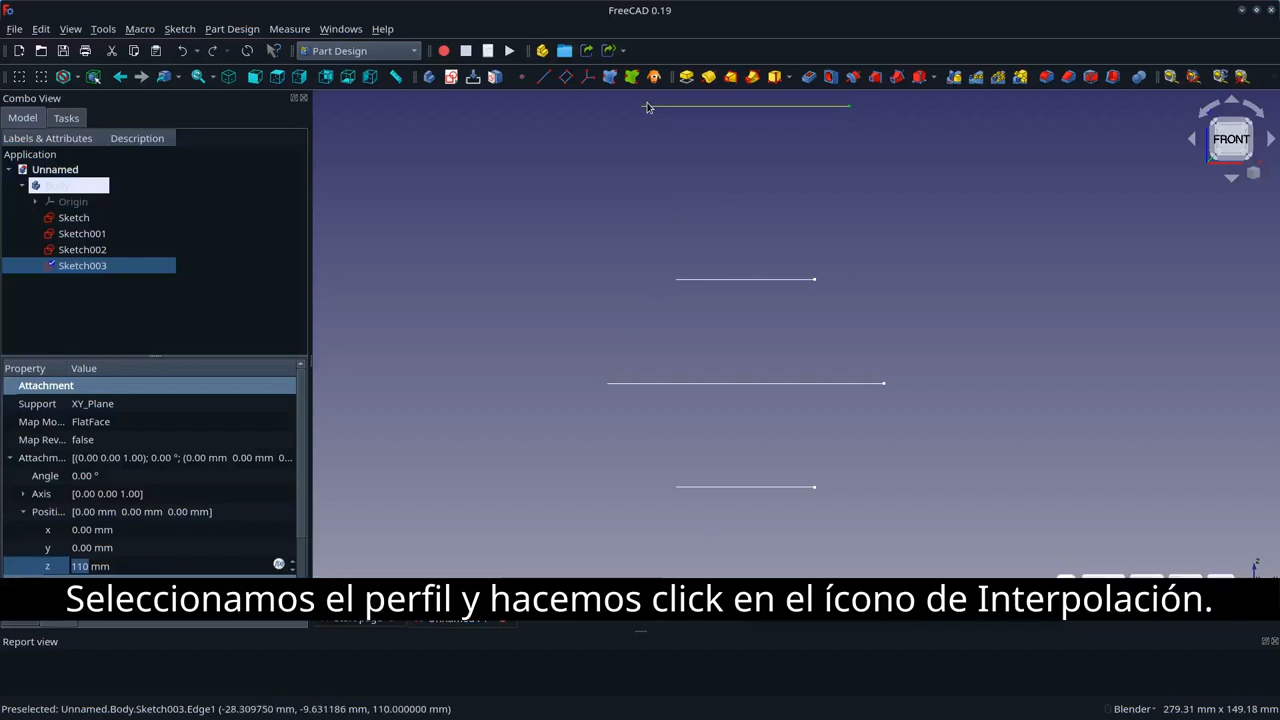 FreeCAD 0.19
File Edit View Tools Macro Sketch Part Design Measure Windows Help
Part Design
Combo View
Model Tasks
Labels & Attributes Description
Application
Unnamed
Origin
Sketch
Sketch001
Sketch002
Sketch003
FRONT
Property Value
Attachment
Support XY_Plane
Map Mo... FlatFace
Map Rev... false
Attachm... [(0.00 0.00 1.00); 0.00 °; (0.00 mm 0.00 mm 0...
Angle 0.00 °
Axis [0.00 0.00 1.00]
Positi... [0.00 mm 0.00 mm 0.00 mm]
x 0.00 mm
y 0.00 mm
z 110 mm
z
Seleccionamos el perfil y hacemos click en el ícono de Interpolación.
Report view
Preselected: Unnamed.Body.Sketch003.Edge1 (-28.309750 mm, -9.631186 mm, 110.000000 mm)
Blender 279.31 mm x 149.18 mm